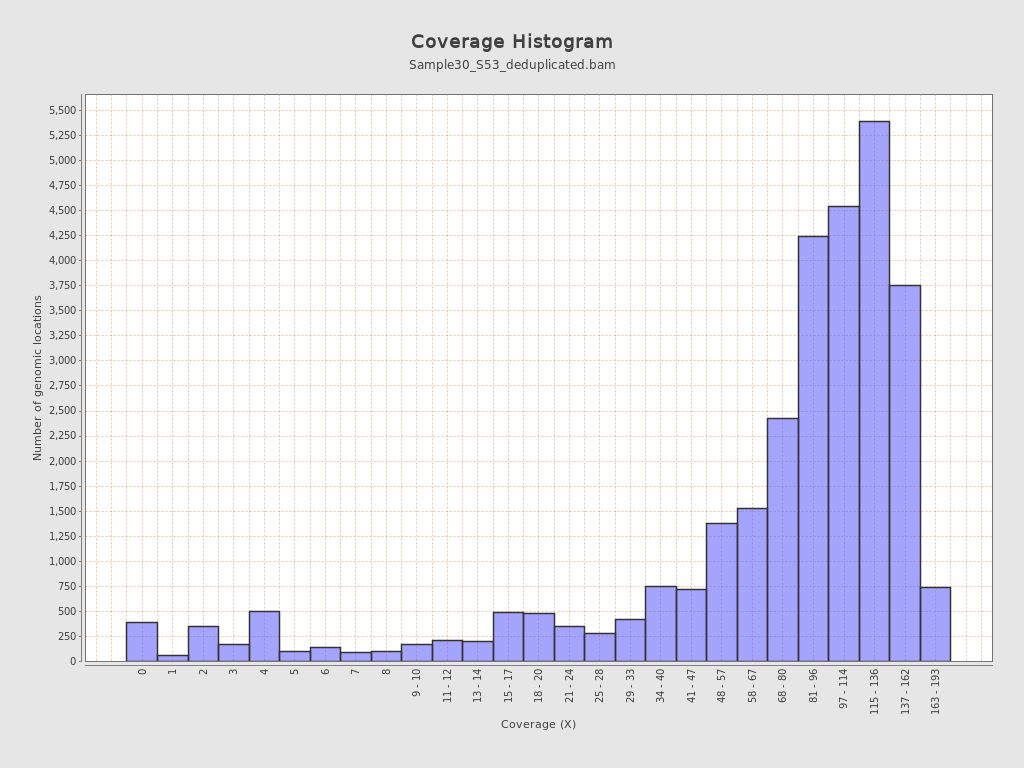 Coverage Histogram
Sample30_S53_deduplicated.bam
Number of genomic locations
5,500
5,250
5,000
4,750
4,500
4,250
4,000
3,750
3,500
3,250
3,000
2,750
2,500
2,250
2,000
1,750
1,500
1,250
1,000
750
500
250
0
0
1
2
3
4
5
6
7
8
9 - 10
11 - 12
13 - 14
15 - 17
18 - 20
21 - 24
25 - 28
29 - 33
34 - 40
41 - 47
48 - 57
58 - 67
68 - 80
81 - 96
97 - 114
115 - 136
137 - 162
163 - 193
Coverage (X)